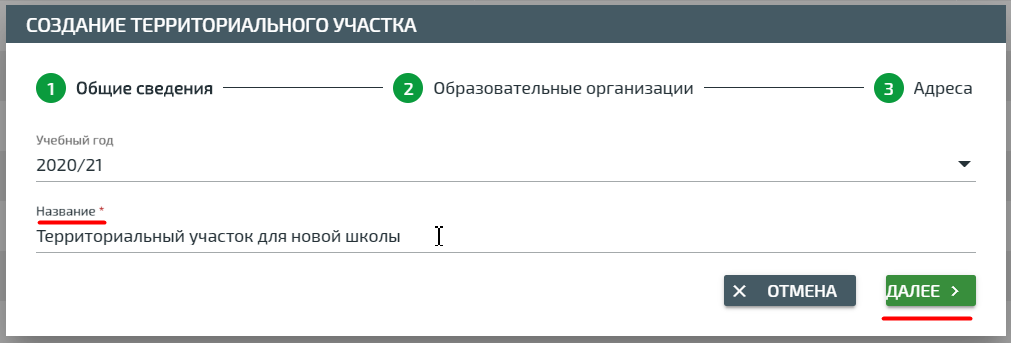 СОЗДАНИЕ ТЕРРИТОРИАЛЬНОГО УЧАСТКА
1 Общие сведения 2 Образовательные организации 3 Адреса
Учебный год
2020/21
Название *
Территориальный участок для новой школы
ОТМЕНА ДАЛЕЕ